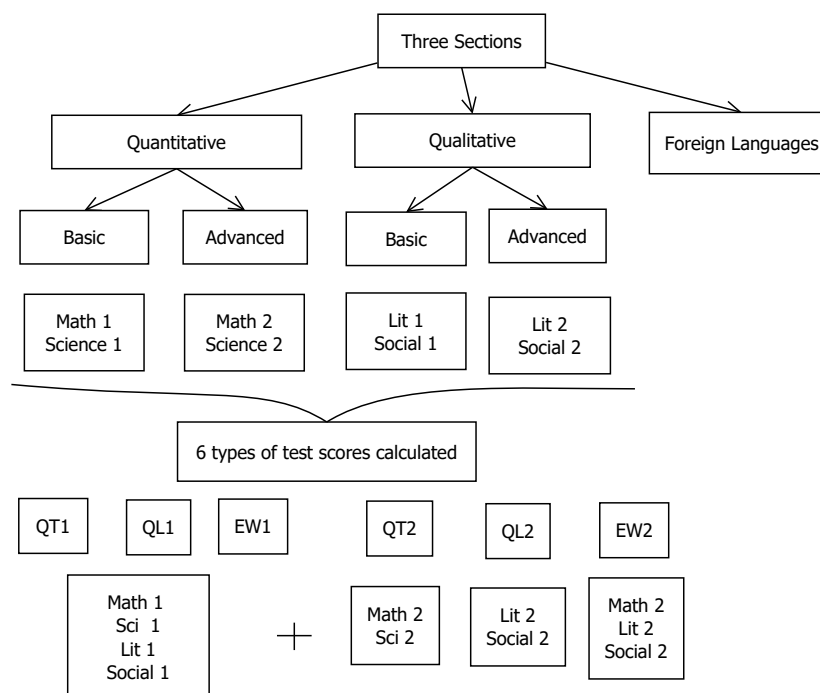 Three Sections
Quantitative
Qualitative
Foreign Languages
Basic
Advanced
Basic
Advanced
Math 1
Science 1
Math 2
Science 2
Lit 1
Social 1
Lit 2
Social 2
6 types of test scores calculated
QT1
QL1
EW1
QT2
QL2
EW2
Math 1
Sci 1
Lit 1
Social 1
+
Math 2
Sci 2
Lit 2
Social 2
Math 2
Lit 2
Social 2